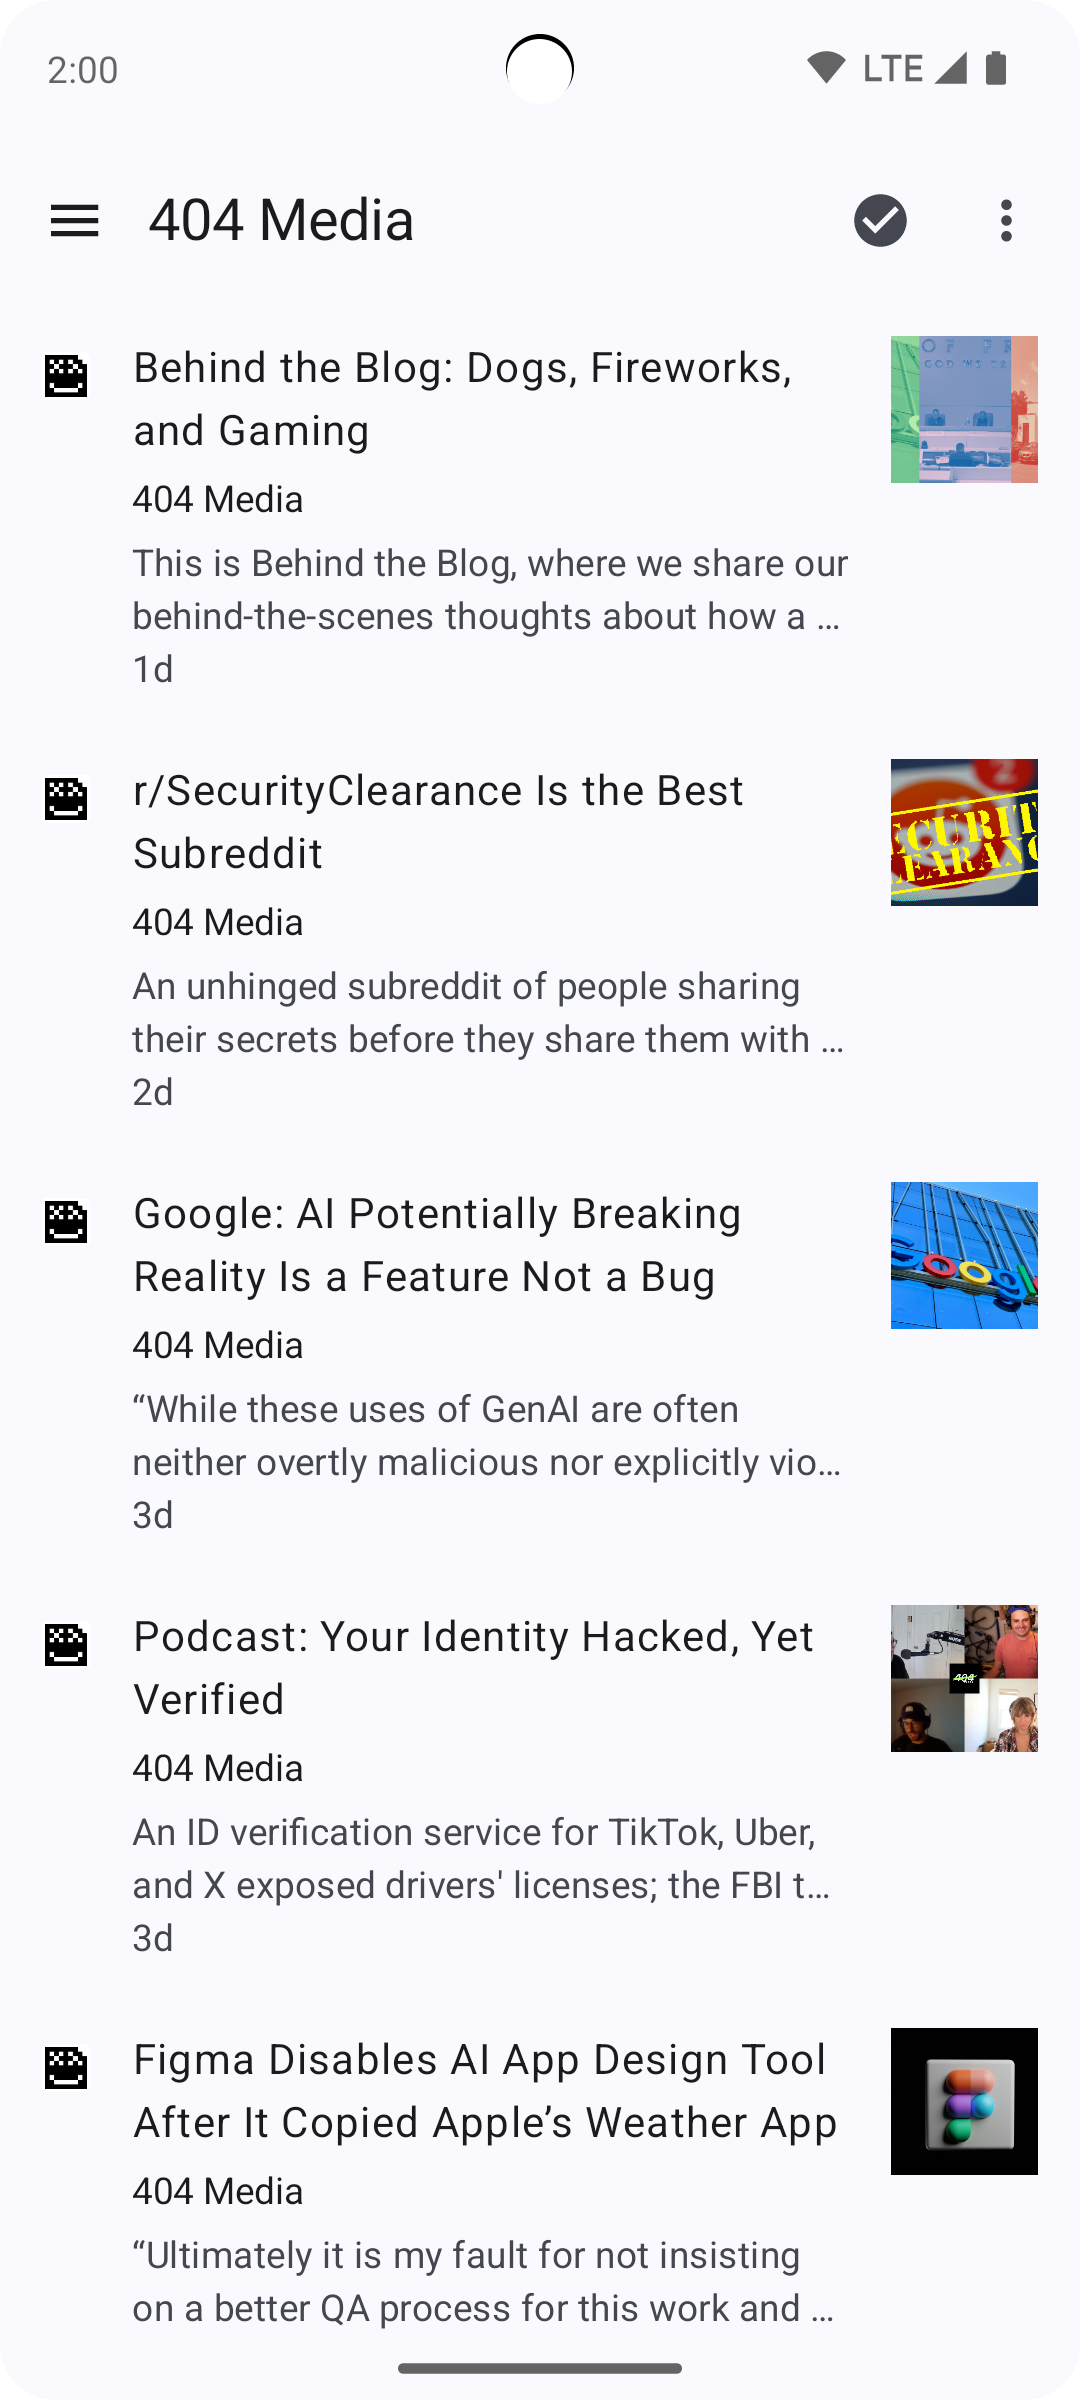 2:00
LTE
404 Media
Behind the Blog: Dogs, Fireworks,
and Gaming
404 Media
This is Behind the Blog, where we share our
behind-the-scenes thoughts about how a …
1d
r/SecurityClearance Is the Best
Subreddit
404 Media
An unhinged subreddit of people sharing
their secrets before they share them with …
2d
Google: AI Potentially Breaking
Reality Is a Feature Not a Bug
404 Media
“While these uses of GenAI are often
neither overtly malicious nor explicitly vio…
3d
Podcast: Your Identity Hacked, Yet
Verified
404 Media
An ID verification service for TikTok, Uber,
and X exposed drivers' licenses; the FBI t…
3d
Figma Disables AI App Design Tool
After It Copied Apple’s Weather App
404 Media
“Ultimately it is my fault for not insisting
on a better QA process for this work and …